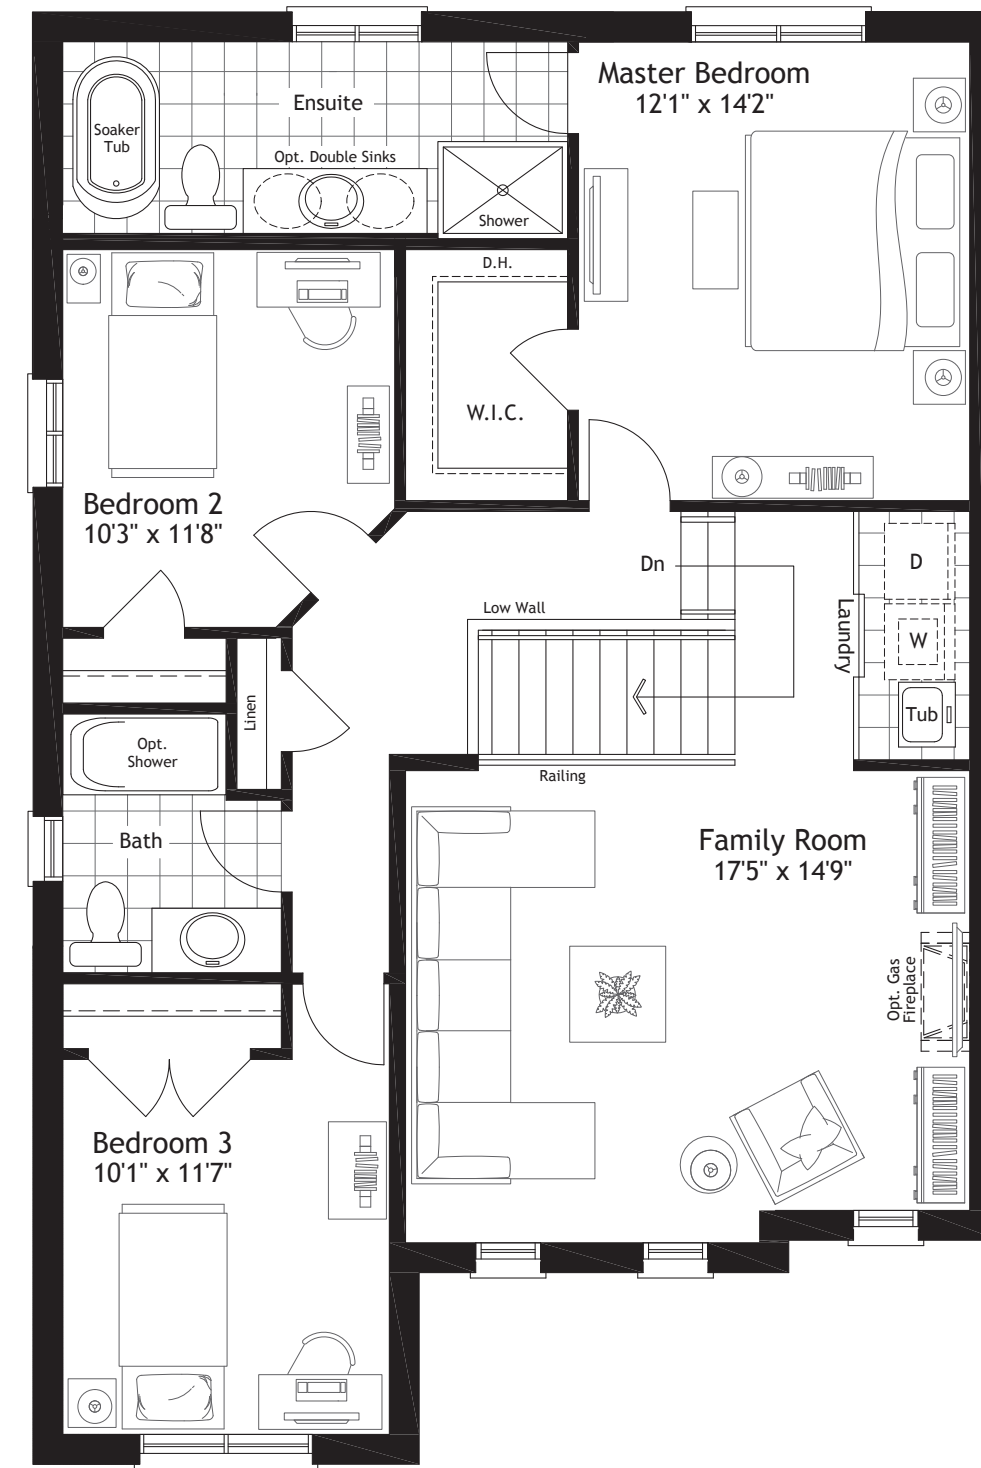 Master Bedroom
12'1" x 14'2"
Ensuite
Soaker
Tub
Opt. Double Sinks
Shower
D.H.
W.I.C.
Bedroom 2
10'3" x 11'8"
Dn
Low Wall
D
W
Laundry
Tub
Linen
Opt.
Shower
Railing
Bath
Family Room
17'5" x 14'9"
Opt. Gas
Fireplace
Bedroom 3
10'1" x 11'7"